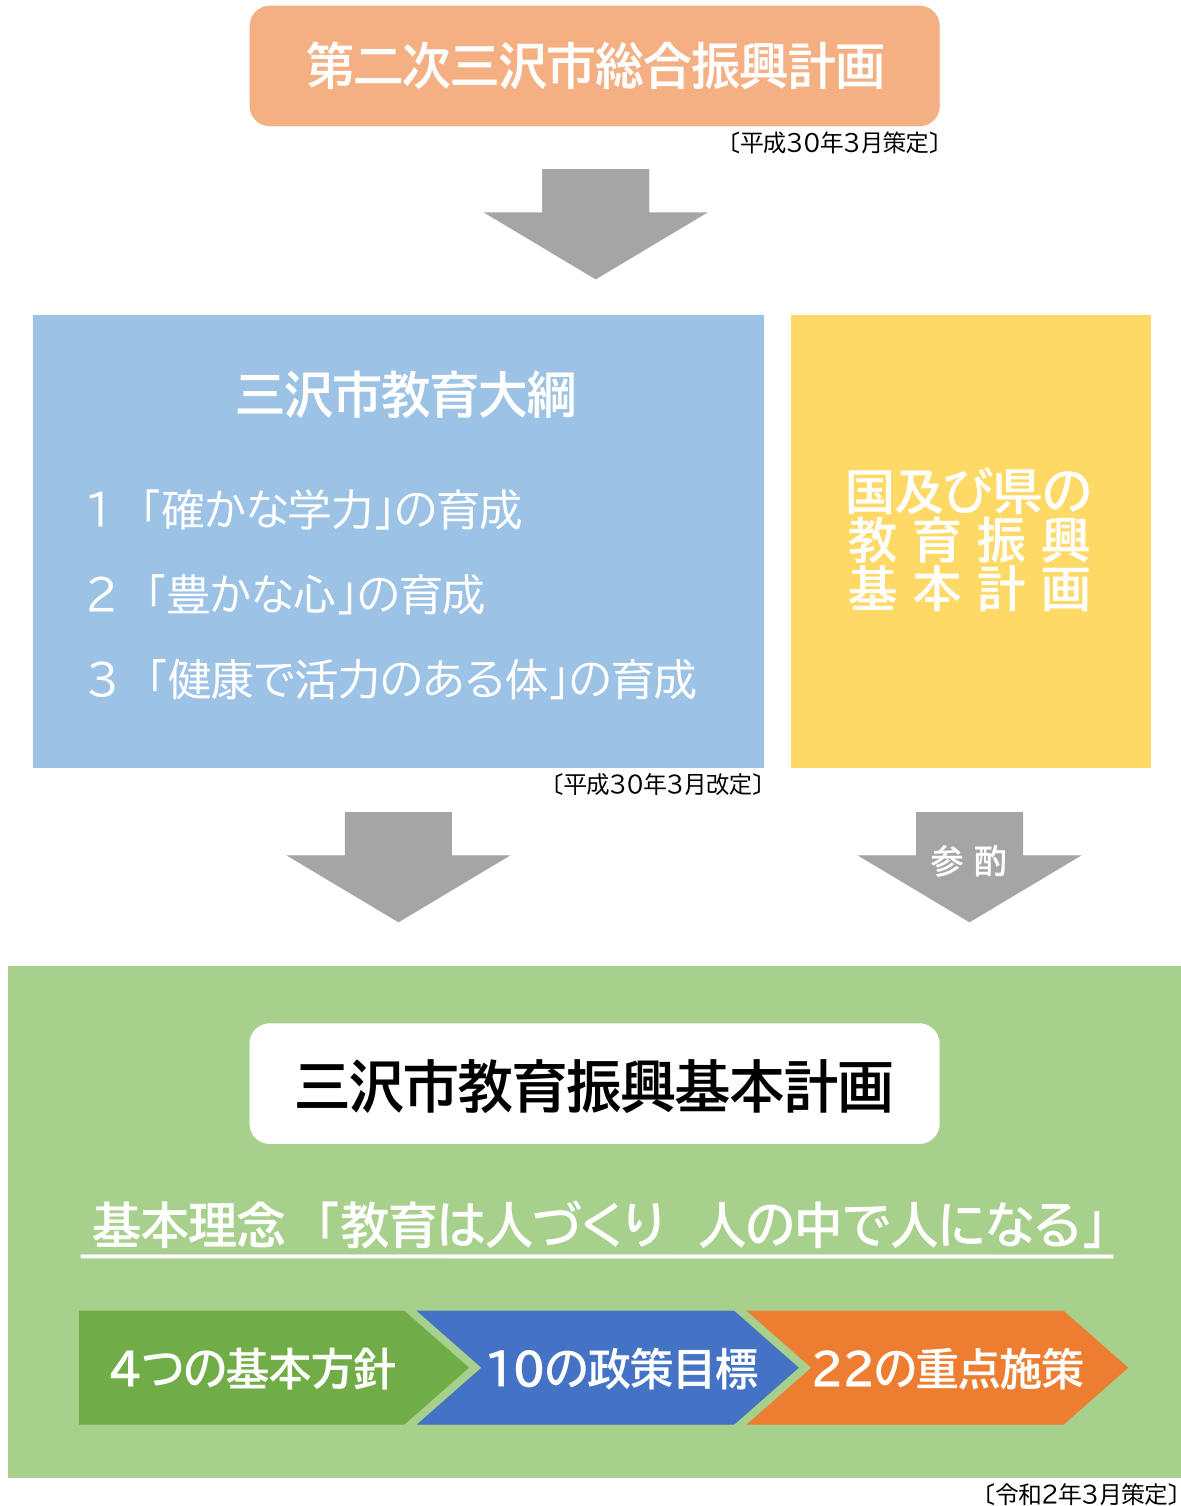 第二次三沢市総合振興計画
〔平成30年3月策定〕
三沢市教育大綱
1 「確かな学力」の育成
2 「豊かな心」の育成
3 「健康で活力のある体」の育成
〔平成30年3月改定〕
国及び県の
教育振興
基本計画
参酌
三沢市教育振興基本計画
基本理念 「教育は人づくり　人の中で人になる」
4つの基本方針
10の政策目標
22の重点施策
〔令和2年3月策定〕